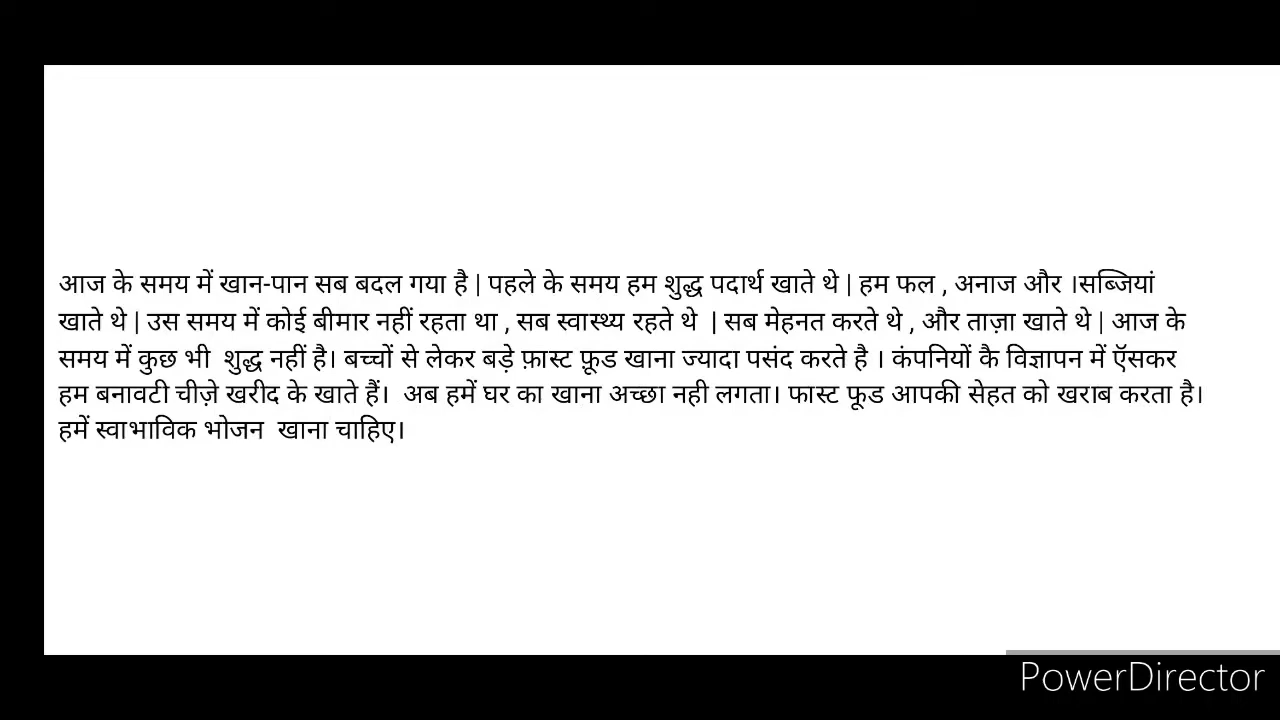 आज के समय में खान-पान सब बदल गया है | पहले के समय हम शुद्ध पदार्थ खाते थे | हम फल , अनाज और ।सब्जियां
खाते थे | उस समय में कोई बीमार नहीं रहता था , सब स्वास्थ्य रहते थे | सब मेहनत करते थे , और ताज़ा खाते थे | आज के
समय में कुछ भी शुद्ध नहीं है। बच्चों से लेकर बड़े फ़ास्ट फ़ूड खाना ज्यादा पसंद करते है । कंपनियों कै विज्ञापन में ऍसकर
हम बनावटी चीज़े खरीद के खाते हैं। अब हमें घर का खाना अच्छा नही लगता। फास्ट फूड आपकी सेहत को खराब करता है।
हमें स्वाभाविक भोजन खाना चाहिए।
PowerDirector